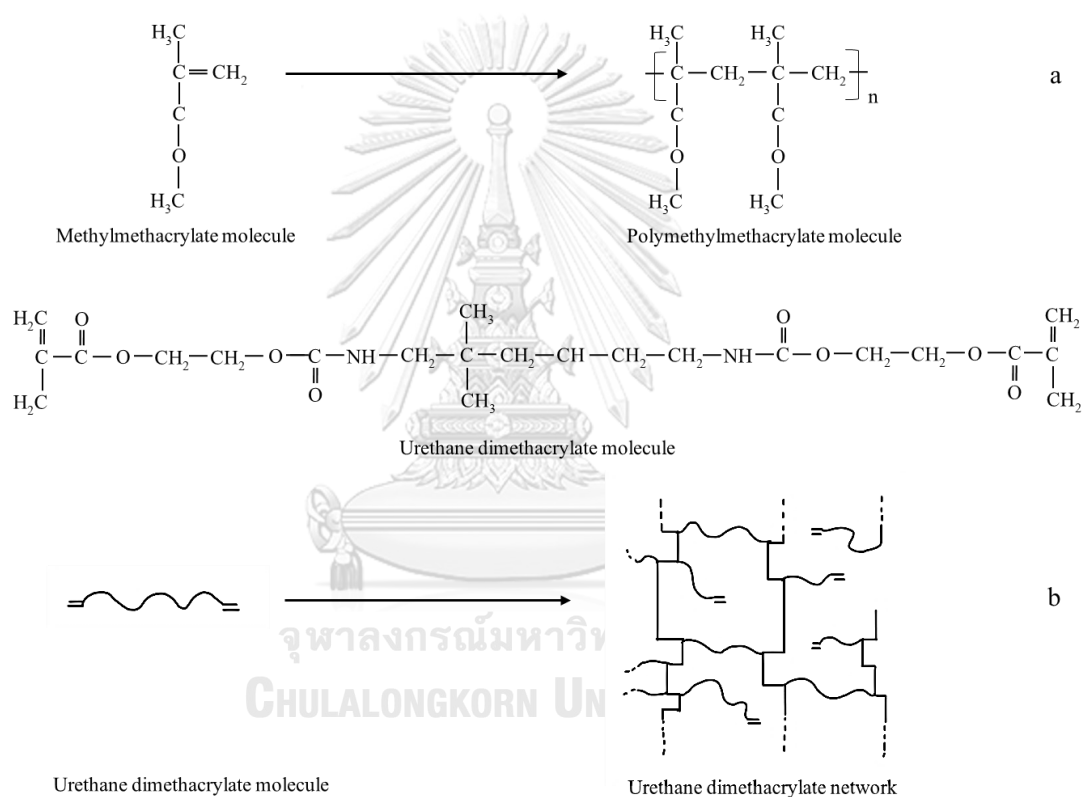 H₃C
C=CH₂
C
O
H₃C
Methylmethacrylate molecule
H₃C H₃C
C—CH₂—C—CH₂
n
C C
O O
H₃C H₃C
Polymethylmethacrylate molecule
a
H₂C O CH₃ O CH₂
C—C—O—CH₂—CH₂—O—C—NH—CH₂—C—CH₂—CH—CH₂—CH₂—NH—C—O—CH₂—CH₂—O—C—C
H₂C O CH₃ O CH₂
Urethane dimethacrylate molecule
b
จุฬาลงกรณ์มหาวิท
CHULALONGKORN UN
Urethane dimethacrylate molecule
Urethane dimethacrylate network